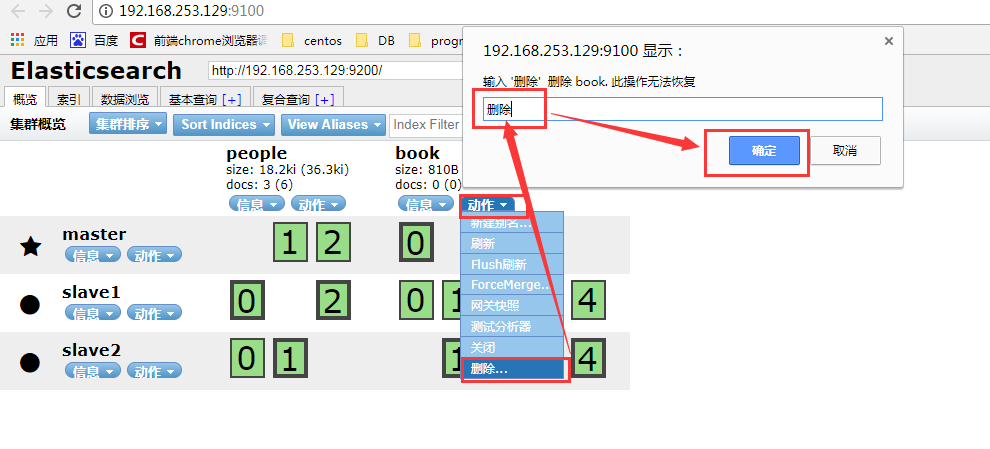 192.168.253.129:9100
应用 百度 前端chrome浏览器调 centos DB progr
Elasticsearch http://192.168.253.129:9200/
概览 索引 数据浏览 基本查询 [+] 复合查询 [+]
集群概览 集群排序 Sort Indices View Aliases Index Filter
192.168.253.129:9100 显示：
输入 '删除' 删除 book. 此操作无法恢复
删除
确定 取消
people book
size: 18.2ki (36.3ki) size: 810B
docs: 3 (6) docs: 0 (0)
信息 动作 信息 动作
新建别名...
刷新
Flush刷新
ForceMerge...
网关快照
测试分析器
关闭
删除...
master 1 2 0
信息 动作
slave1 0 2 0 1 4
信息 动作
slave2 0 1 1 4
信息 动作